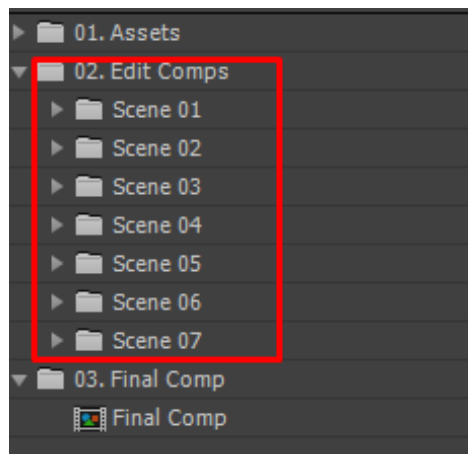 01. Assets
02. Edit Comps
Scene 01
Scene 02
Scene 03
Scene 04
Scene 05
Scene 06
Scene 07
03. Final Comp
Final Comp